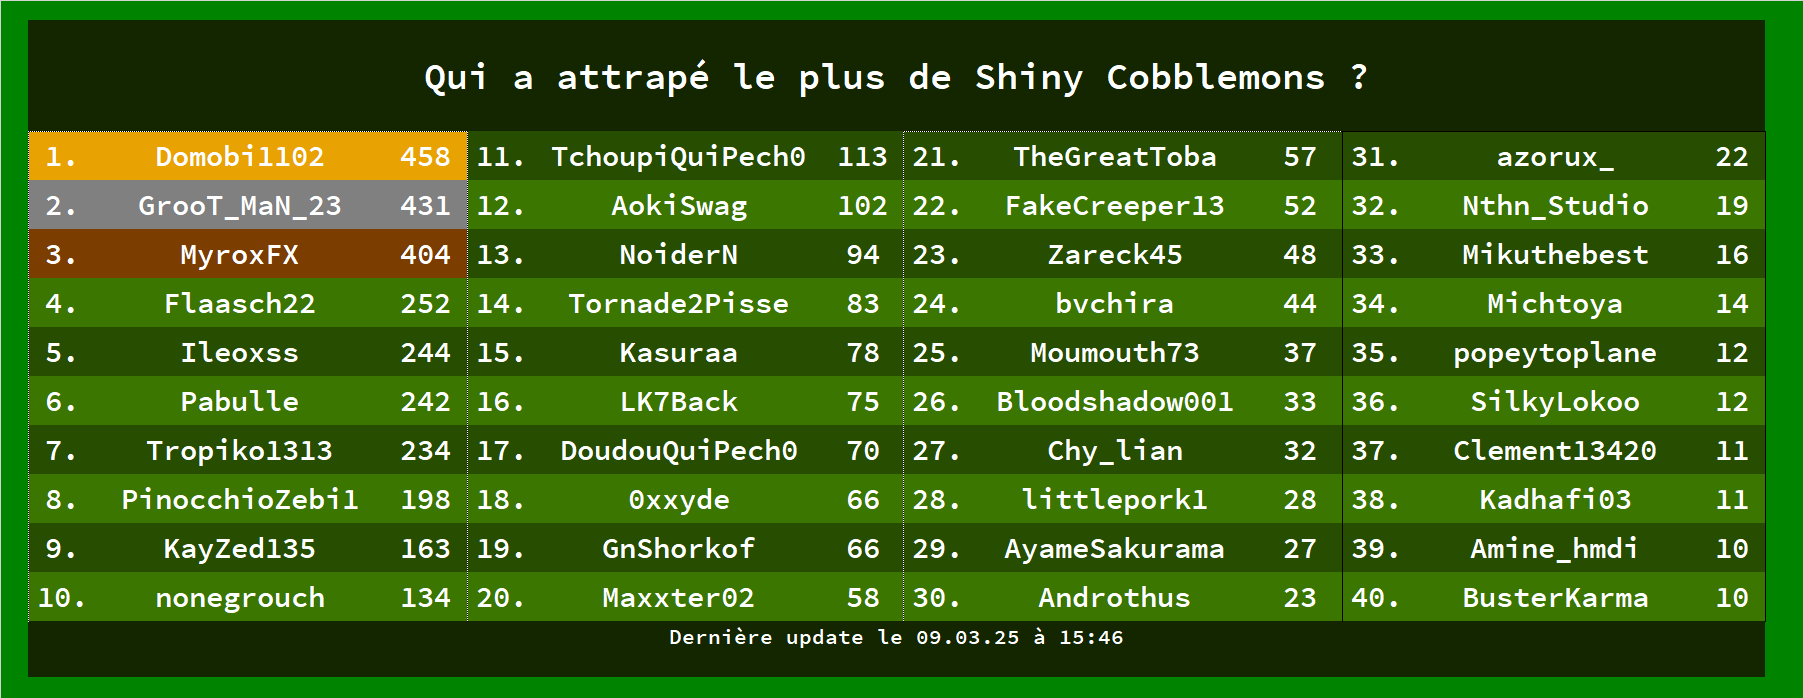 Qui a attrapé le plus de Shiny Cobblemons ?
1. Domobi1102 458
2. GrooT_MaN_23 431
3. MyroxFX 404
4. Flaasch22 252
5. Ileoxss 244
6. Pabulle 242
7. Tropiko1313 234
8. PinocchioZebi1 198
9. KayZed135 163
10. nonegrouch 134
11. TchoupiQuiPech0 113
12. AokiSwag 102
13. NoiderN 94
14. Tornade2Pisse 83
15. Kasuraa 78
16. LK7Back 75
17. DoudouQuiPech0 70
18. 0xxyde 66
19. GnShorkof 66
20. Maxxter02 58
21. TheGreatToba 57
22. FakeCreeper13 52
23. Zareck45 48
24. bvchira 44
25. Moumouth73 37
26. Bloodshadow001 33
27. Chy_lian 32
28. littlepork1 28
29. AyameSakurama 27
30. Androthus 23
31. azorux_ 22
32. Nthn_Studio 19
33. Mikuthebest 16
34. Michtoya 14
35. popeytoplane 12
36. SilkyLokoo 12
37. Clement13420 11
38. Kadhafi03 11
39. Amine_hmdi 10
40. BusterKarma 10
Dernière update le 09.03.25 à 15:46